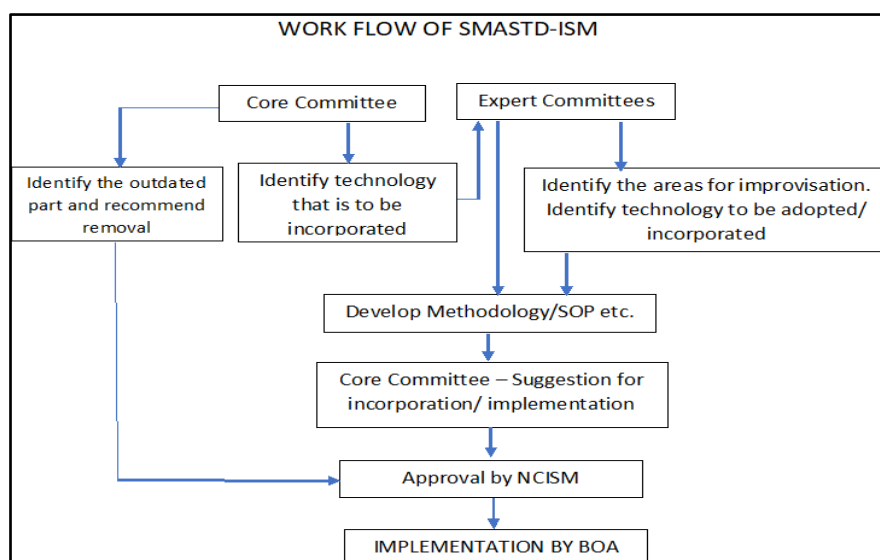 WORK FLOW OF SMASTD-ISM
Core Committee
Expert Committees
Identify the outdated
part and recommend
removal
Identify technology
that is to be
incorporated
Identify the areas for improvisation.
Identify technology to be adopted/
incorporated
Develop Methodology/SOP etc.
Core Committee – Suggestion for
incorporation/ implementation
Approval by NCISM
IMPLEMENTATION BY BOA